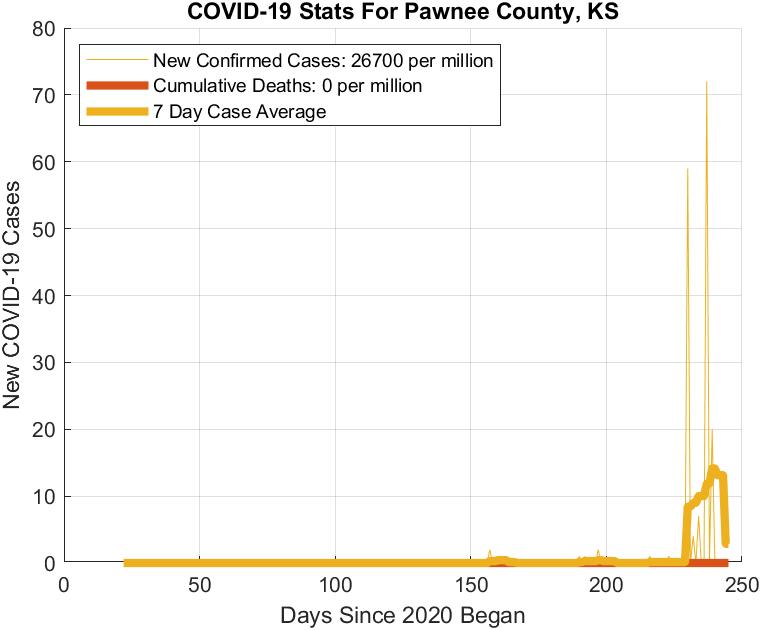 COVID-19 Stats For Pawnee County, KS
80
70
60
50
40
30
20
10
0
New COVID-19 Cases
New Confirmed Cases: 26700 per million
Cumulative Deaths: 0 per million
7 Day Case Average
0 50 100 150 200 250
Days Since 2020 Began